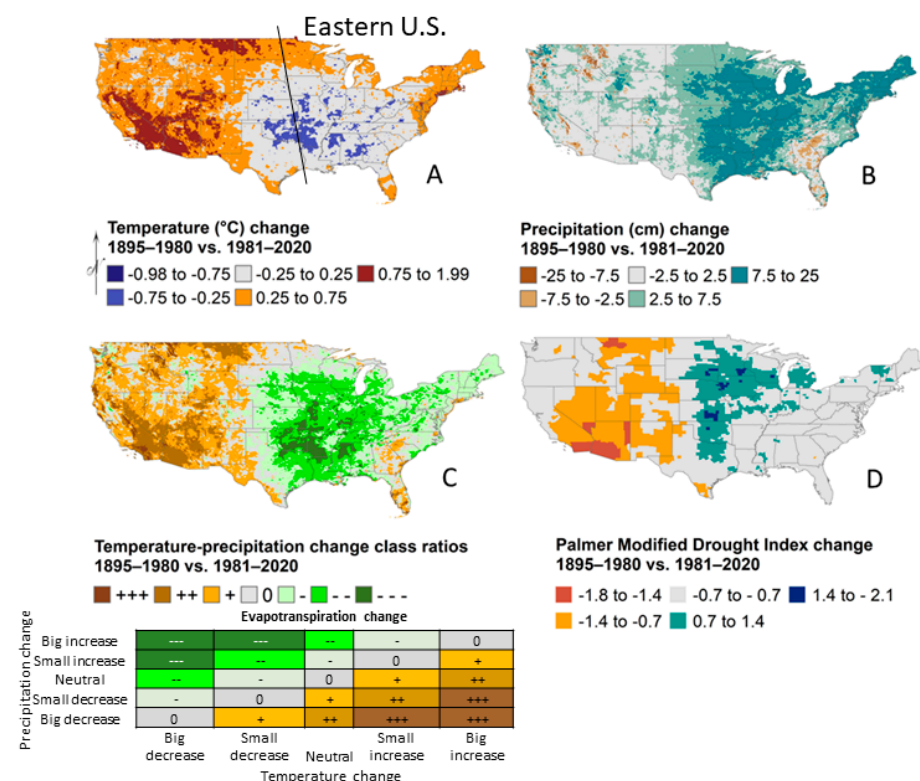 Eastern U.S.
A
B
Temperature (°C) change
1895–1980 vs. 1981–2020
-0.98 to -0.75 -0.25 to 0.25 0.75 to 1.99
-0.75 to -0.25 0.25 to 0.75
Precipitation (cm) change
1895–1980 vs. 1981–2020
-25 to -7.5 -2.5 to 2.5 7.5 to 25
-7.5 to -2.5 2.5 to 7.5
C
D
Temperature-precipitation change class ratios
1895–1980 vs. 1981–2020
+++ ++ + 0 - - - - - -
Palmer Modified Drought Index change
1895–1980 vs. 1981–2020
-1.8 to -1.4 -0.7 to - 0.7 1.4 to - 2.1
-1.4 to -0.7 0.7 to 1.4
Evapotranspiration change
Precipitation change
Big increase --- --- -- - 0
Small increase --- -- - 0 +
Neutral -- - 0 + ++
Small decrease - 0 + ++ +++
Big decrease 0 + ++ +++ +++
Big decrease
Small decrease
Neutral
Small increase
Big increase
Temperature change